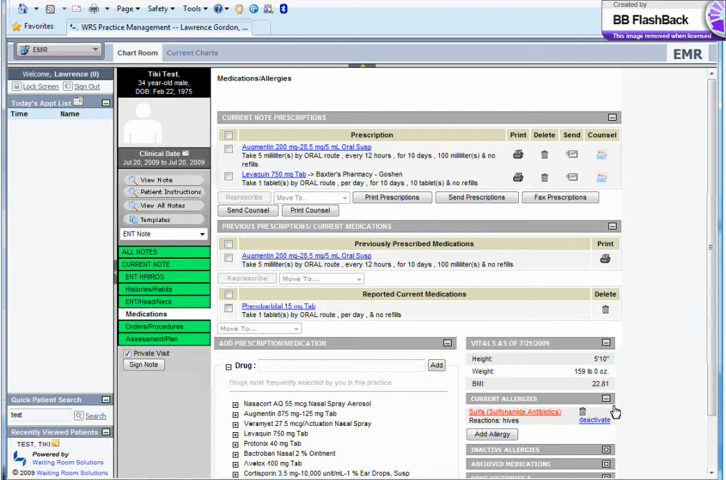 Page Safety Tools
Created by
BB FlashBack
This image removed when licensed
Favorites
WRS Practice Management -- Lawrence Gordon, ...
EMR
Chart Room
Current Charts
EMR
Welcome, Lawrence (0)
Lock Screen Sign Out
Today's Appt List
Time Name
Quick Patient Search
test Search
Recently Viewed Patients
TEST, TIKI
Powered by
Waiting Room Solutions
© 2009 Waiting Room Solutions
Tiki Test,
34 year-old male,
DOB: Feb 22, 1975
Clinical Date
Jul 20, 2009 to Jul 20, 2009
View Note
Patient Instructions
View All Notes
Templates
ENT Note
ALL NOTES
CURRENT NOTE
ENT HPI/ROS
Histories/Habits
ENT/Head/Neck
Medications
Orders/Procedures
Assessment/Plan
Private Visit
Sign Note
Medications/Allergies
CURRENT NOTE PRESCRIPTIONS
Prescription Print Delete Send Counsel
Augmentin 200 mg-28.5 mg/5 mL Oral Susp
Take 5 milliliter(s) by ORAL route , every 12 hours , for 10 days , 100 milliliter(s) & no
refills
Levaquin 750 mg Tab -> Baxter's Pharmacy - Goshen
Take 1 tablet(s) by ORAL route , per day , for 10 days , 10 tablet(s) & no refills
Represcribe Move To... Print Prescriptions Send Prescriptions Fax Prescriptions
Send Counsel Print Counsel
PREVIOUS PRESCRIPTIONS/ CURRENT MEDICATIONS
Previously Prescribed Medications Print
Augmentin 200 mg-28.5 mg/5 mL Oral Susp
Take 5 milliliter(s) by ORAL route , every 12 hours , for 10 days , 100 milliliter(s) & no refills
Represcribe Move To...
Reported Current Medications Delete
Phenobarbital 15 mg Tab
Take 1 tablet(s) by ORAL route , per day , & no refills
Move To...
ADD PRESCRIPTION/MEDICATION
Drug : Add
Drugs most frequently selected by you in this practice.
Nasacort AQ 55 mcg Nasal Spray Aerosol
Augmentin 875 mg-125 mg Tab
Veramyst 27.5 mcg/Actuation Nasal Spray
Levaquin 750 mg Tab
Protonix 40 mg Tab
Bactroban Nasal 2 % Ointment
Avelox 400 mg Tab
Cortisporin 3.5 mg-10,000 unit/mL-1 % Ear Drops, Susp
VITALS AS OF 7/21/2009
Height: 5'10"
Weight: 159 lb.0 oz.
BMI: 22.81
CURRENT ALLERGIES
Sulfa (Sulfonamide Antibiotics)
Reactions: hives deactivate
Add Allergy
INACTIVE ALLERGIES
ARCHIVED MEDICATIONS